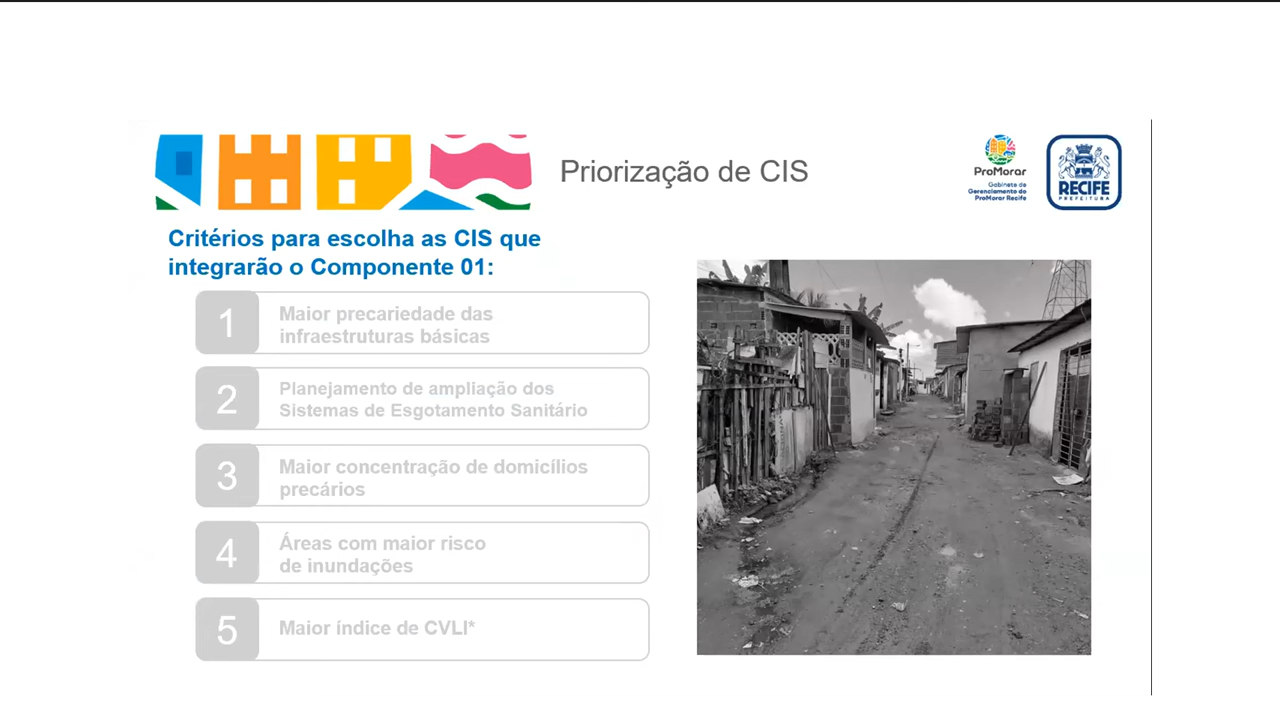 Priorização de CIS
ProMorar
Gabinete de
Gerenciamento do
ProMorar Recife
RECIFE
PREFEITURA
Critérios para escolha as CIS que
integrarão o Componente 01:
1
Maior precariedade das
infraestruturas básicas
2
Planejamento de ampliação dos
Sistemas de Esgotamento Sanitário
3
Maior concentração de domicílios
precários
4
Áreas com maior risco
de inundações
5
Maior índice de CVLI*